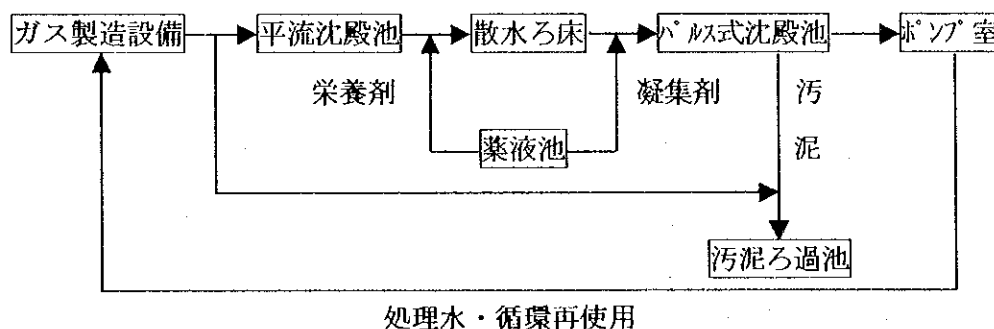 ガス製造設備
平流沈殿池
散水ろ床
パルス式沈殿池
ポンプ室
栄養剤
凝集剤
汚泥
薬液池
汚泥ろ過池
処理水・循環再使用